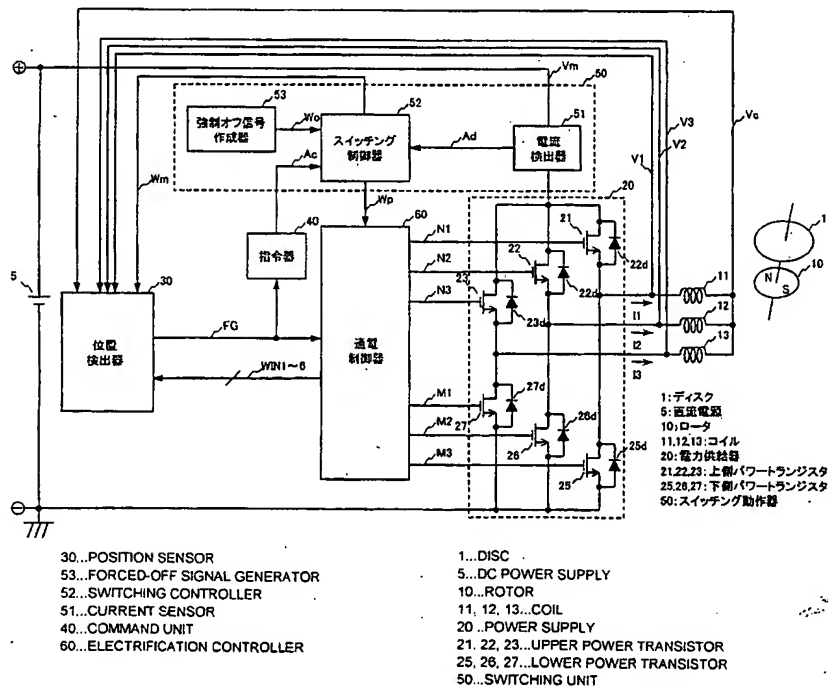 Vm
50
53
52
51
強制オフ信号
作成器
Wo
スイッチング
制御器
Ad
電流
検出器
Ac
Wm
Wp
V3
Vc
V1
V2
20
1
10
N
S
5
30
位置
検出器
40
指令器
FG
WIN1～6
60
通電
制御器
N1
N2
N3
M1
M2
M3
21
22
23
22d
22d
23d
27d
26d
25d
27
26
25
I1
I2
I3
11
12
13
1:ディスク
5:直流電源
10:ロータ
11,12,13:コイル
20:電力供給器
21,22,23:上側パワートランジスタ
25,26,27:下側パワートランジスタ
50:スイッチング動作器
30...POSITION SENSOR
53...FORCED-OFF SIGNAL GENERATOR
52...SWITCHING CONTROLLER
51...CURRENT SENSOR
40...COMMAND UNIT
60...ELECTRIFICATION CONTROLLER
1...DISC
5...DC POWER SUPPLY
10...ROTOR
11, 12, 13...COIL
20...POWER SUPPLY
21, 22, 23...UPPER POWER TRANSISTOR
25, 26, 27...LOWER POWER TRANSISTOR
50...SWITCHING UNIT